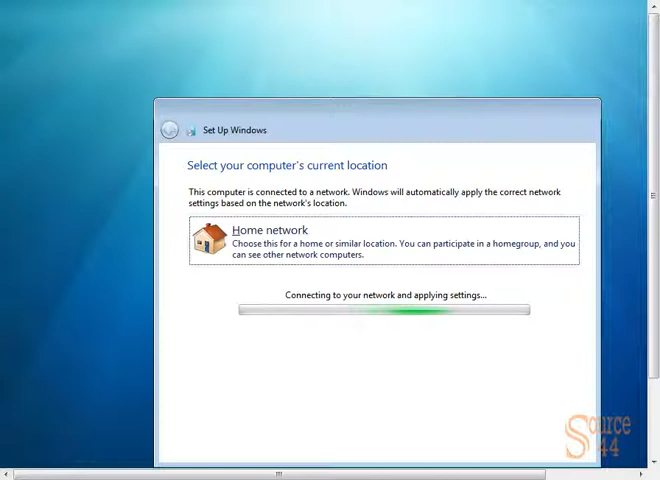 Set Up Windows
Select your computer's current location
This computer is connected to a network. Windows will automatically apply the correct network
settings based on the network's location.
Home network
Choose this for a home or similar location. You can participate in a homegroup, and you
can see other network computers.
Connecting to your network and applying settings...
Source
44